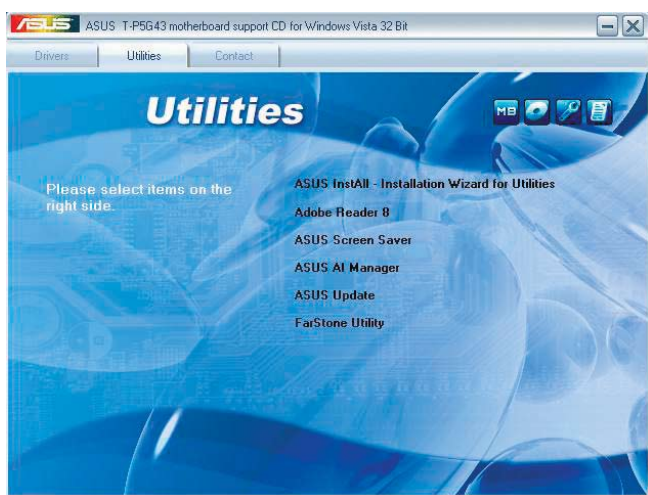 ASUS ASUS T-P5G43 motherboard support CD for Windows Vista 32 Bit
Drivers Utilities Contact
Utilities
MB
Please select items on the
right side.
ASUS InstAll - Installation Wizard for Utilities
Adobe Reader 8
ASUS Screen Saver
ASUS AI Manager
ASUS Update
FarStone Utility